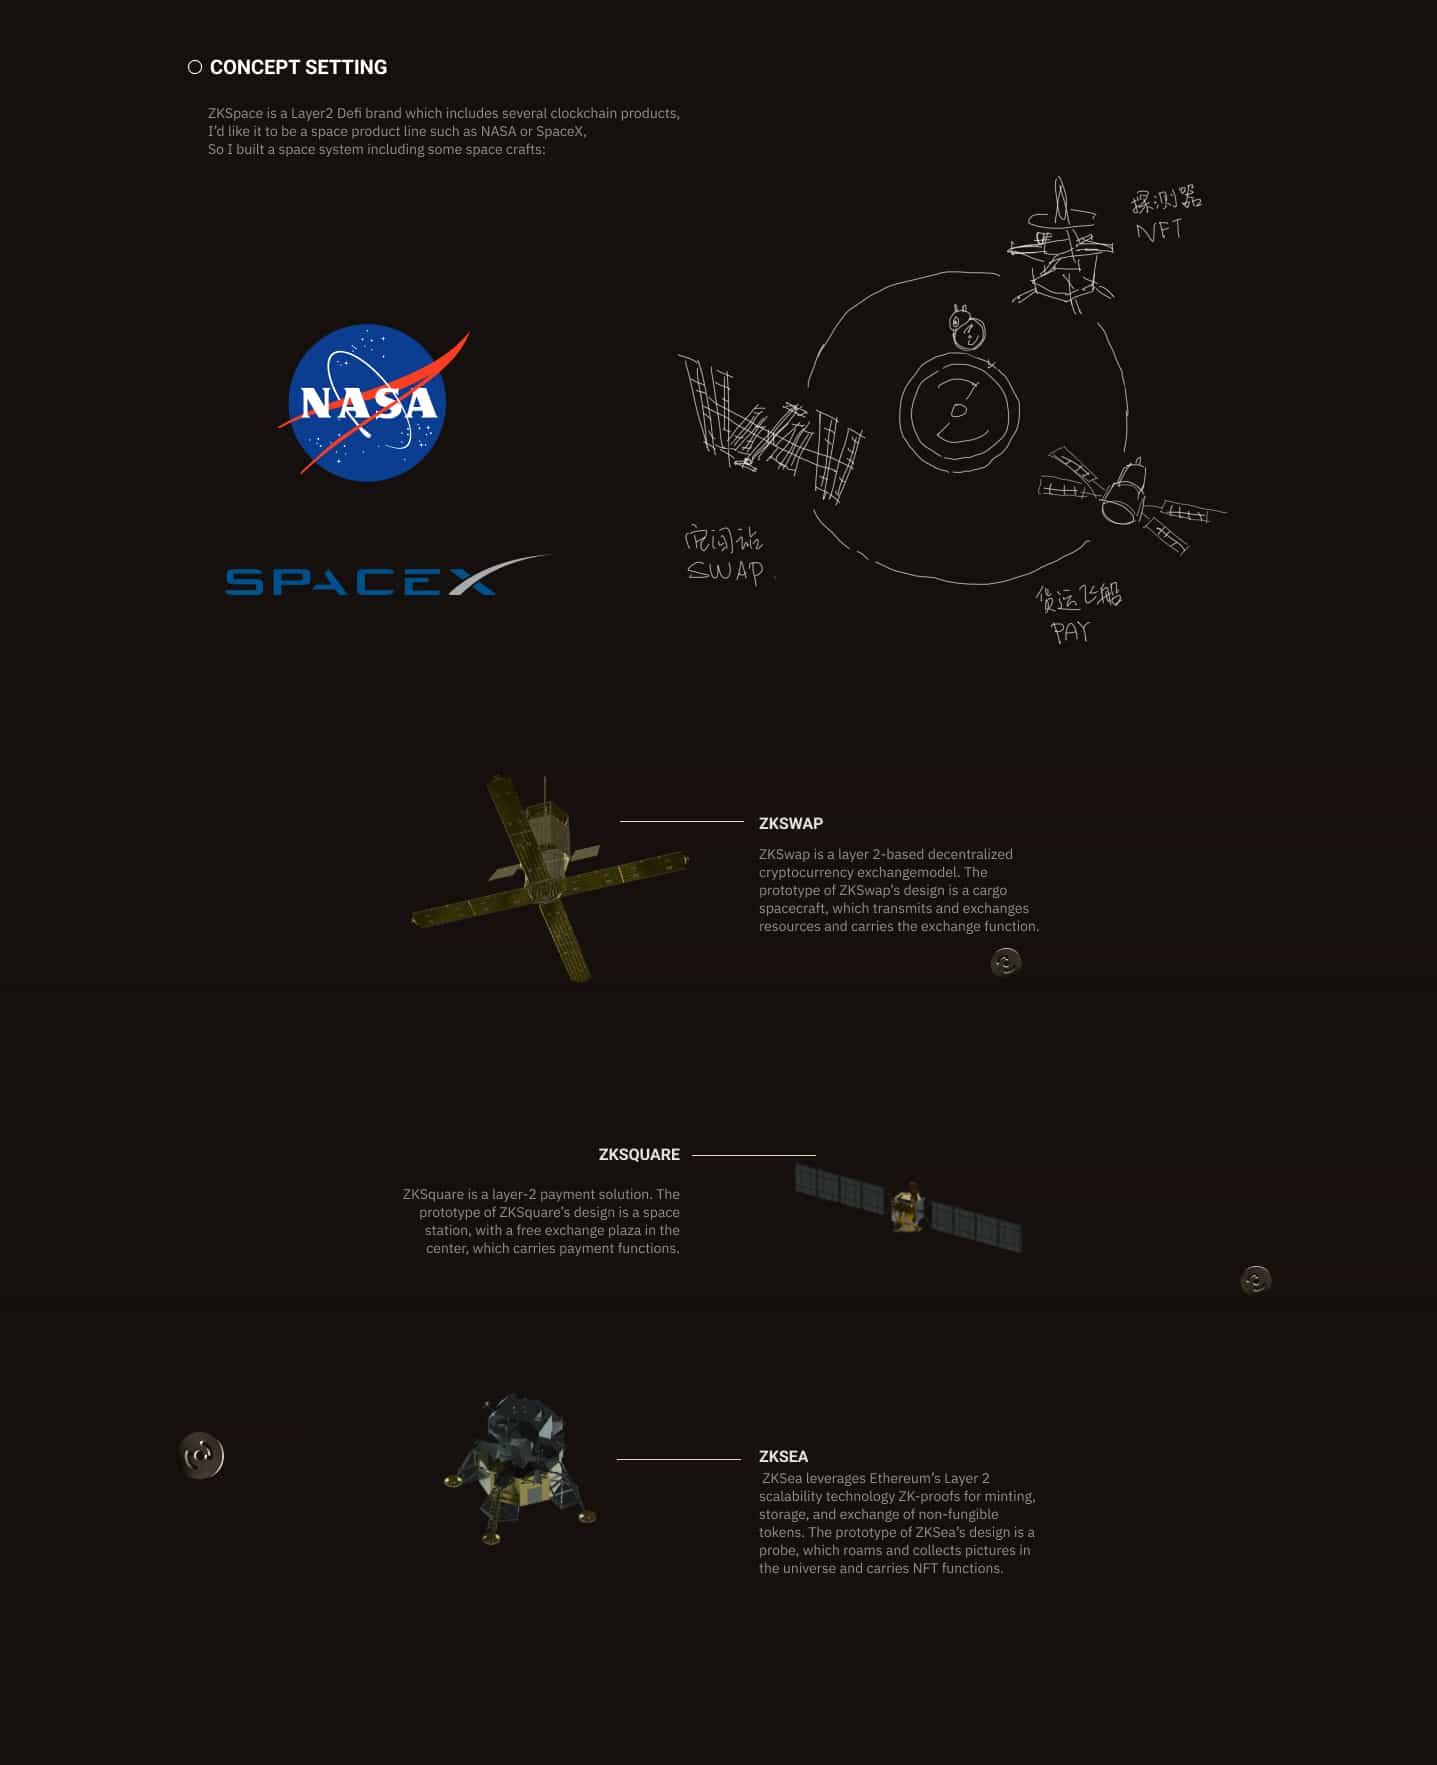 CONCEPT SETTING
ZKSpace is a Layer2 Defi brand which includes several clockchain products,
I'd like it to be a space product line such as NASA or SpaceX,
So I built a space system including some space crafts:
探测器
NFT
NASA
空间站
SWAP
SPACEX
货运飞船
PAY
ZKSWAP
ZKSwap is a layer 2-based decentralized
cryptocurrency exchangemodel. The
prototype of ZKSwap's design is a cargo
spacecraft, which transmits and exchanges
resources and carries the exchange function.
ZKSQUARE
ZKSquare is a layer-2 payment solution. The
prototype of ZKSquare's design is a space
station, with a free exchange plaza in the
center, which carries payment functions.
ZKSEA
ZKSea leverages Ethereum's Layer 2
scalability technology ZK-proofs for minting,
storage, and exchange of non-fungible
tokens. The prototype of ZKSea's design is a
probe, which roams and collects pictures in
the universe and carries NFT functions.